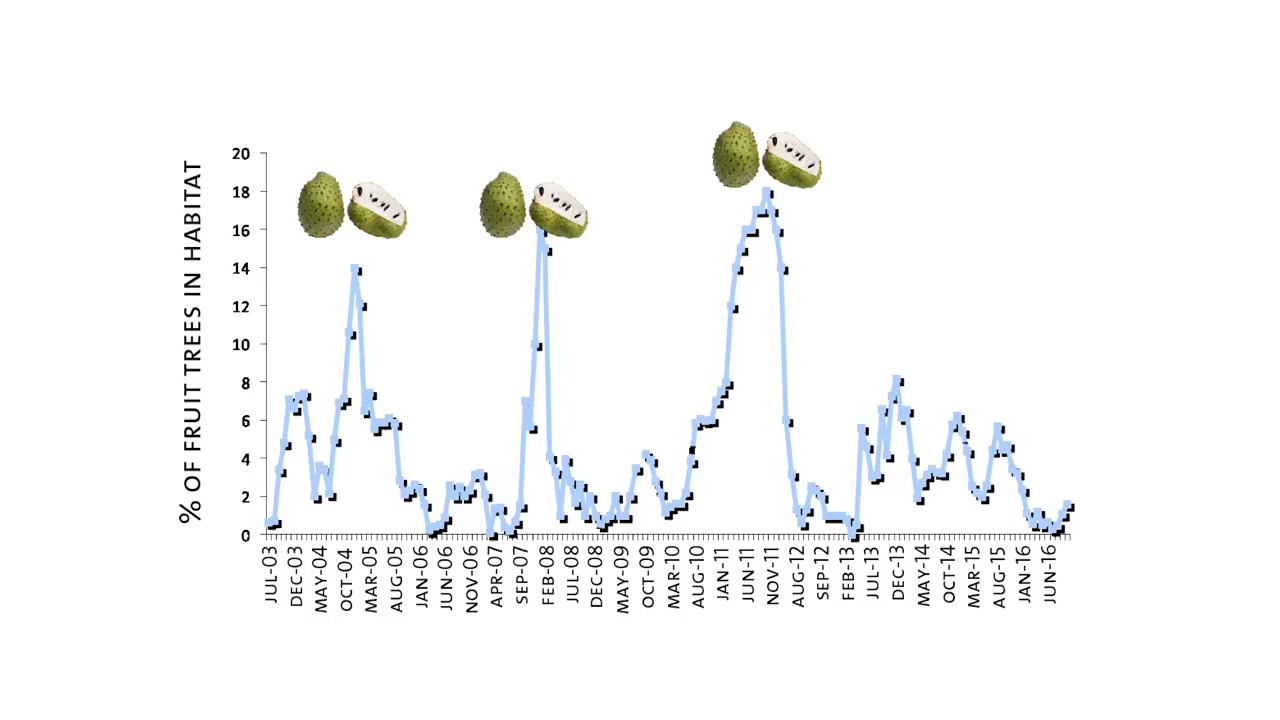 % OF FRUIT TREES IN HABITAT
20
18
16
14
12
10
8
6
4
2
0
JUL-03
DEC-03
MAY-04
OCT-04
MAR-05
AUG-05
JAN-06
JUN-06
NOV-06
APR-07
SEP-07
FEB-08
JUL-08
DEC-08
MAY-09
OCT-09
MAR-10
AUG-10
JAN-11
JUN-11
NOV-11
AUG-12
SEP-12
FEB-13
JUL-13
DEC-13
MAY-14
OCT-14
MAR-15
AUG-15
JAN-16
JUN-16